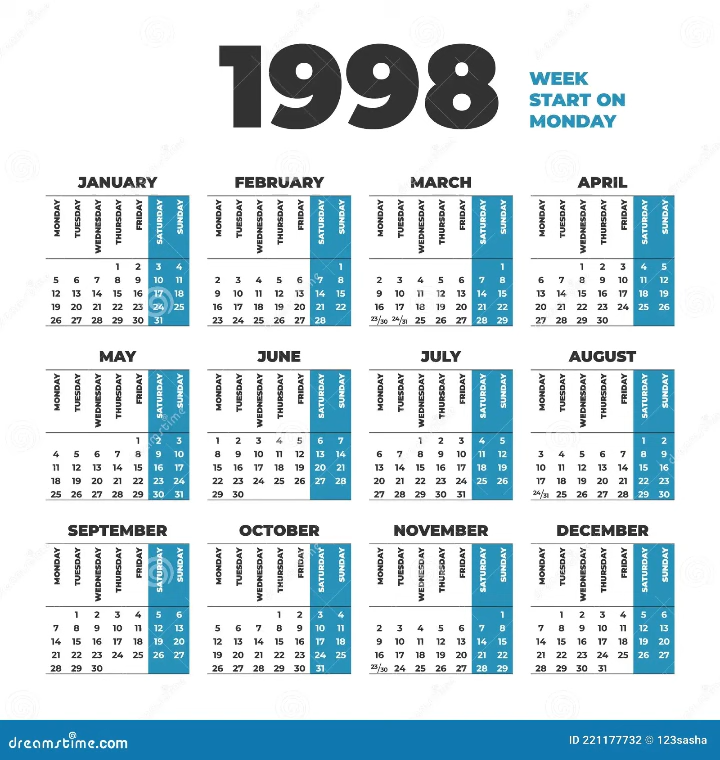 1998
WEEK
START ON
MONDAY
JANUARY
MONDAY TUESDAY WEDNESDAY THURSDAY FRIDAY SATURDAY SUNDAY
1 2 3 4
5 6 7 8 9 10 11
12 13 14 15 16 17 18
19 20 21 22 23 24 25
26 27 28 29 30 31
FEBRUARY
MONDAY TUESDAY WEDNESDAY THURSDAY FRIDAY SATURDAY SUNDAY
1
2 3 4 5 6 7 8
9 10 11 12 13 14 15
16 17 18 19 20 21 22
23 24 25 26 27 28
MARCH
MONDAY TUESDAY WEDNESDAY THURSDAY FRIDAY SATURDAY SUNDAY
1
2 3 4 5 6 7 8
9 10 11 12 13 14 15
16 17 18 19 20 21 22
23/30 24/31 25 26 27 28 29
APRIL
MONDAY TUESDAY WEDNESDAY THURSDAY FRIDAY SATURDAY SUNDAY
1 2 3 4 5
6 7 8 9 10 11 12
13 14 15 16 17 18 19
20 21 22 23 24 25 26
27 28 29 30
MAY
MONDAY TUESDAY WEDNESDAY THURSDAY FRIDAY SATURDAY SUNDAY
1 2 3
4 5 6 7 8 9 10
11 12 13 14 15 16 17
18 19 20 21 22 23 24
25 26 27 28 29 30 31
JUNE
MONDAY TUESDAY WEDNESDAY THURSDAY FRIDAY SATURDAY SUNDAY
1 2 3 4 5 6 7
8 9 10 11 12 13 14
15 16 17 18 19 20 21
22 23 24 25 26 27 28
29 30
JULY
MONDAY TUESDAY WEDNESDAY THURSDAY FRIDAY SATURDAY SUNDAY
1 2 3 4 5
6 7 8 9 10 11 12
13 14 15 16 17 18 19
20 21 22 23 24 25 26
27 28 29 30 31
AUGUST
MONDAY TUESDAY WEDNESDAY THURSDAY FRIDAY SATURDAY SUNDAY
1 2
3 4 5 6 7 8 9
10 11 12 13 14 15 16
17 18 19 20 21 22 23
24/31 25 26 27 28 29 30
SEPTEMBER
MONDAY TUESDAY WEDNESDAY THURSDAY FRIDAY SATURDAY SUNDAY
1 2 3 4 5 6
7 8 9 10 11 12 13
14 15 16 17 18 19 20
21 22 23 24 25 26 27
28 29 30
OCTOBER
MONDAY TUESDAY WEDNESDAY THURSDAY FRIDAY SATURDAY SUNDAY
1 2 3 4
5 6 7 8 9 10 11
12 13 14 15 16 17 18
19 20 21 22 23 24 25
26 27 28 29 30 31
NOVEMBER
MONDAY TUESDAY WEDNESDAY THURSDAY FRIDAY SATURDAY SUNDAY
1
2 3 4 5 6 7 8
9 10 11 12 13 14 15
16 17 18 19 20 21 22
23/30 24 25 26 27 28 29
DECEMBER
MONDAY TUESDAY WEDNESDAY THURSDAY FRIDAY SATURDAY SUNDAY
1 2 3 4 5 6
7 8 9 10 11 12 13
14 15 16 17 18 19 20
21 22 23 24 25 26 27
28 29 30 31
dreamstime.com
ID 221177732 © 123sasha